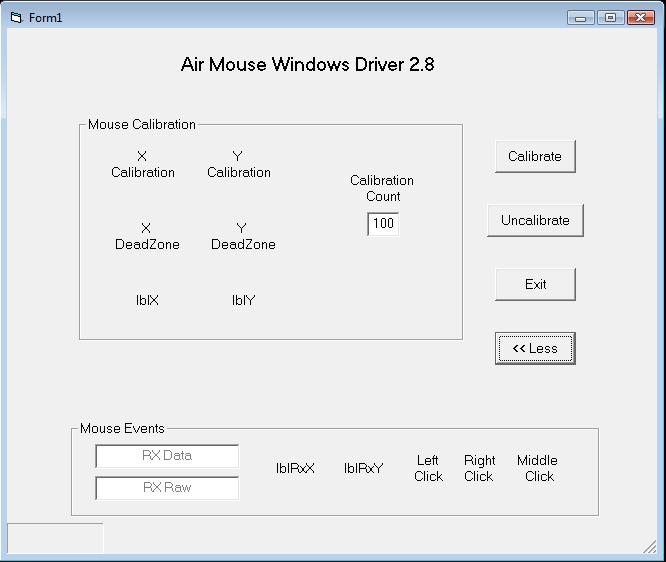 Form1
Air Mouse Windows Driver 2.8
Mouse Calibration
X Y
Calibration Calibration
Calibration
Count
100
X Y
DeadZone DeadZone
lblX lblY
Calibrate
Uncalibrate
Exit
<< Less
Mouse Events
RX Data
RX Raw
lblRxX lblRxY
Left Right Middle
Click Click Click